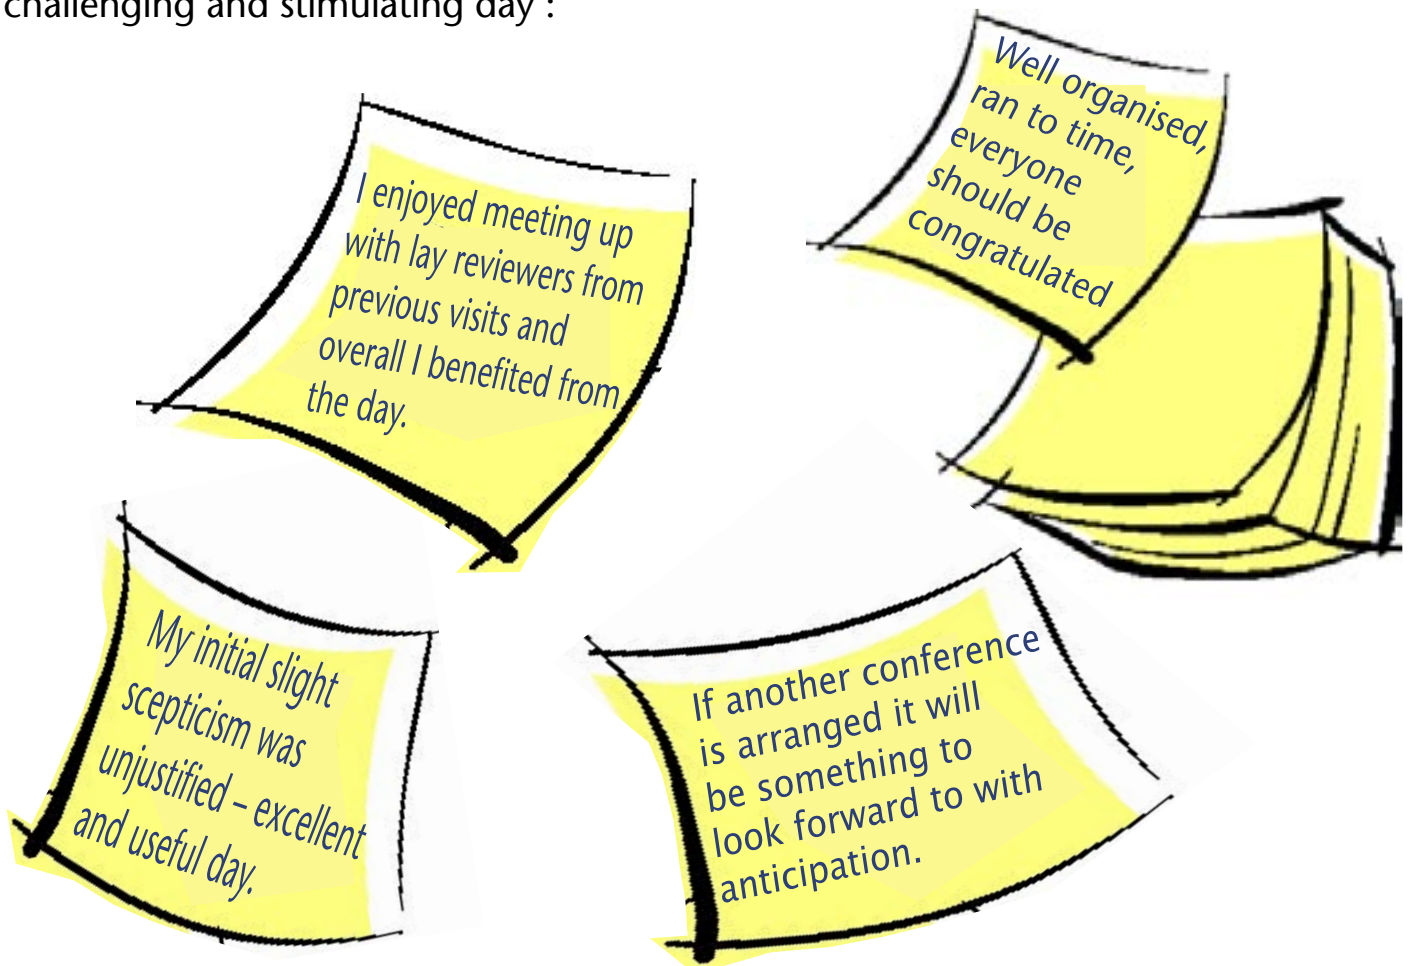 challenging and stimulating day :
Well organised,
ran to time,
everyone
should be
congratulated
I enjoyed meeting up
with lay reviewers from
previous visits and
overall I benefited from
the day.
My initial slight
scepticism was
unjustified – excellent
and useful day.
If another conference
is arranged it will
be something to
look forward to with
anticipation.